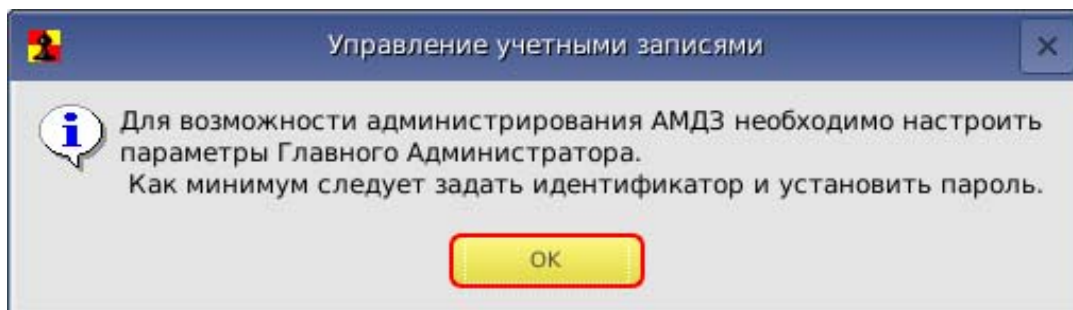 Управление учетными записями
Для возможности администрирования АМДЗ необходимо настроить
параметры Главного Администратора.
Как минимум следует задать идентификатор и установить пароль.
ОК